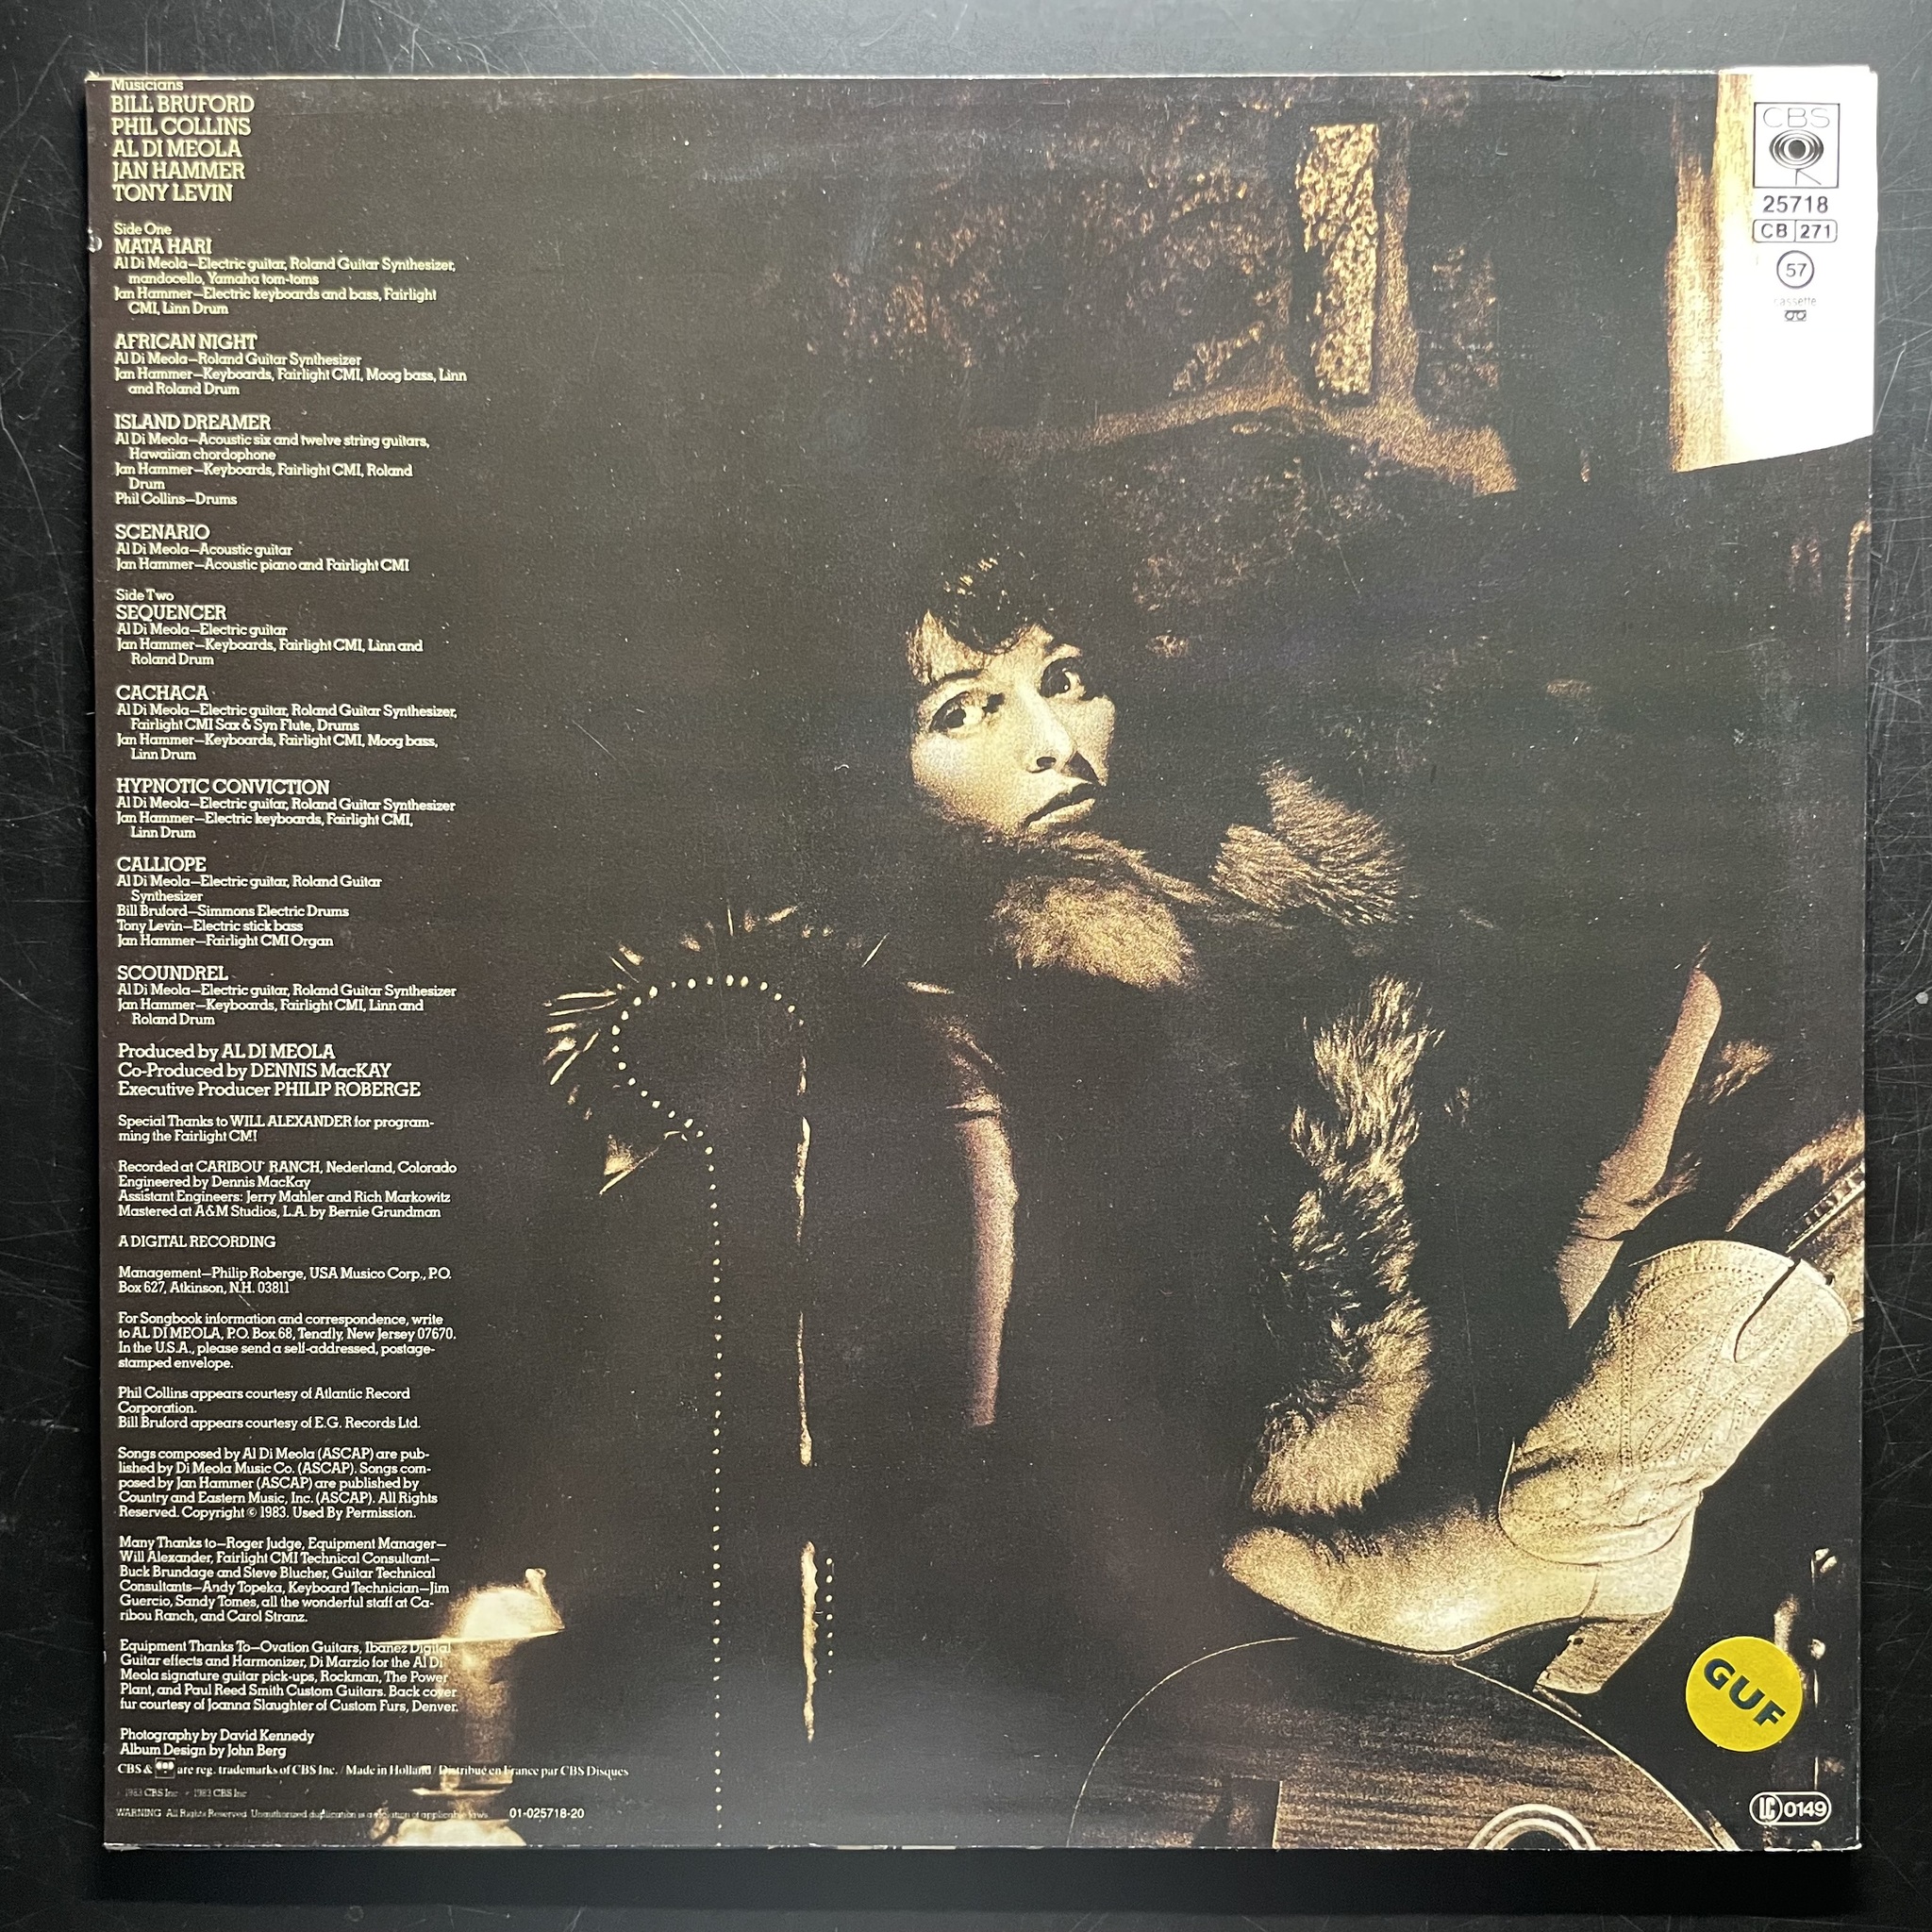 Musicians
BILL BRUFORD
PHIL COLLINS
AL DI MEOLA
JAN HAMMER
TONY LEVIN
Side One
MATA HARI
Al Di Meola—Electric guitar, Roland Guitar Synthesizer,
mandocello, Yamaha tom-toms
Jan Hammer—Electric keyboards and bass, Fairlight
CMI, Linn Drum
AFRICAN NIGHT
Al Di Meola—Roland Guitar Synthesizer
Jan Hammer—Keyboards, Fairlight CMI, Moog bass, Linn
and Roland Drum
ISLAND DREAMER
Al Di Meola—Acoustic six and twelve string guitars,
Hawaiian chordophone
Jan Hammer—Keyboards, Fairlight CMI, Roland
Drum
Phil Collins—Drums
SCENARIO
Al Di Meola—Acoustic guitar
Jan Hammer—Acoustic piano and Fairlight CMI
Side Two
SEQUENCER
Al Di Meola—Electric guitar
Jan Hammer—Keyboards, Fairlight CMI, Linn and
Roland Drum
CACHACA
Al Di Meola—Electric guitar, Roland Guitar Synthesizer,
Fairlight CMI Sax & Syn Flute, Drums
Jan Hammer—Keyboards, Fairlight CMI, Moog bass,
Linn Drum
HYPNOTIC CONVICTION
Al Di Meola—Electric guitar, Roland Guitar Synthesizer
Jan Hammer—Electric keyboards, Fairlight CMI,
Linn Drum
CALLIOPE
Al Di Meola—Electric guitar, Roland Guitar
Synthesizer
Bill Bruford—Simmons Electric Drums
Tony Levin—Electric stick bass
Jan Hammer—Fairlight CMI Organ
SCOUNDREL
Al Di Meola—Electric guitar, Roland Guitar Synthesizer
Jan Hammer—Keyboards, Fairlight CMI, Linn and
Roland Drum
Produced by AL DI MEOLA
Co-Produced by DENNIS MacKAY
Executive Producer PHILIP ROBERGE
Special Thanks to WILL ALEXANDER for program-
ming the Fairlight CMI
Recorded at CARIBOU RANCH, Nederland, Colorado
Engineered by Dennis MacKay
Assistant Engineers: Jerry Mahler and Rich Markowitz
Mastered at A&M Studios, L.A. by Bernie Grundman
A DIGITAL RECORDING
Management—Philip Roberge, USA Musico Corp., P.O.
Box 627, Atkinson, N.H. 03811
For Songbook information and correspondence, write
to AL DI MEOLA, P.O. Box 68, Tenafly, New Jersey 07670.
In the U.S.A., please send a self-addressed, postage-
stamped envelope.
Phil Collins appears courtesy of Atlantic Record
Corporation.
Bill Bruford appears courtesy of E.G. Records Ltd.
Songs composed by Al Di Meola (ASCAP) are pub-
lished by Di Meola Music Co. (ASCAP). Songs com-
posed by Jan Hammer (ASCAP) are published by
Country and Eastern Music, Inc. (ASCAP). All Rights
Reserved. Copyright © 1983. Used By Permission.
Many Thanks to—Roger Judge, Equipment Manager—
Will Alexander, Fairlight CMI Technical Consultant—
Buck Brundage and Steve Blucher, Guitar Technical
Consultants—Andy Topeka, Keyboard Technician—Jim
Guercio, Sandy Tomes, all the wonderful staff at Ca-
ribou Ranch, and Carol Stranz.
Equipment Thanks To—Ovation Guitars, Ibanez Digital
Guitar effects and Harmonizer, Di Marzio for the Al Di
Meola signature guitar pick-ups, Rockman, The Power
Plant, and Paul Reed Smith Custom Guitars. Back cover
fur courtesy of Joanna Slaughter of Custom Furs, Denver.
Photography by David Kennedy
Album Design by John Berg
CBS & are reg. trademarks of CBS Inc. / Made in Holland / Distribué en France par CBS Disques
1983 CBS Inc 1983 CBS Inc
WARNING: All Rights Reserved. Unauthorized duplication is a violation of applicable laws. 01-025718-20
CBS
25718
CB 271
57
cassette
GUF
LC 0149